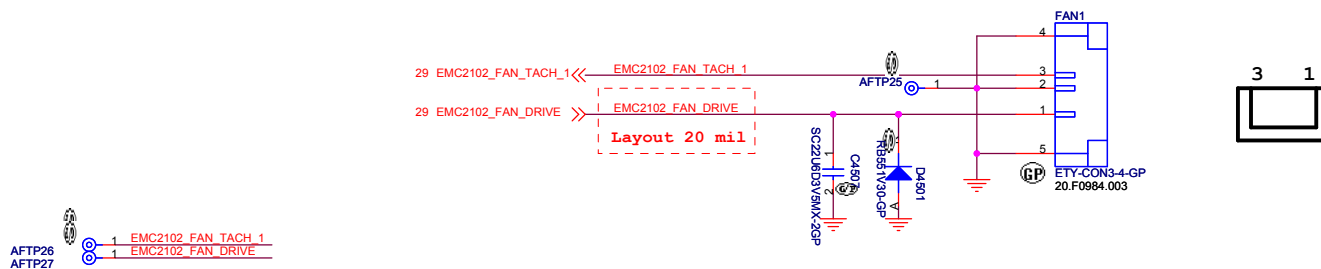 FAN1
4
29 EMC2102_FAN_TACH_1
EMC2102_FAN_TACH_1
3
AFTP25
1
2
29 EMC2102_FAN_DRIVE
EMC2102_FAN_DRIVE
1
Layout 20 mil
5
GP
ETY-CON3-4-GP
20.F0984.003
3 1
SC22U6D3V5MX-2GP
C4507
1
2
RB551V30-GP
D4501
A
AFTP26
1
EMC2102_FAN_TACH_1
AFTP27
1
EMC2102_FAN_DRIVE